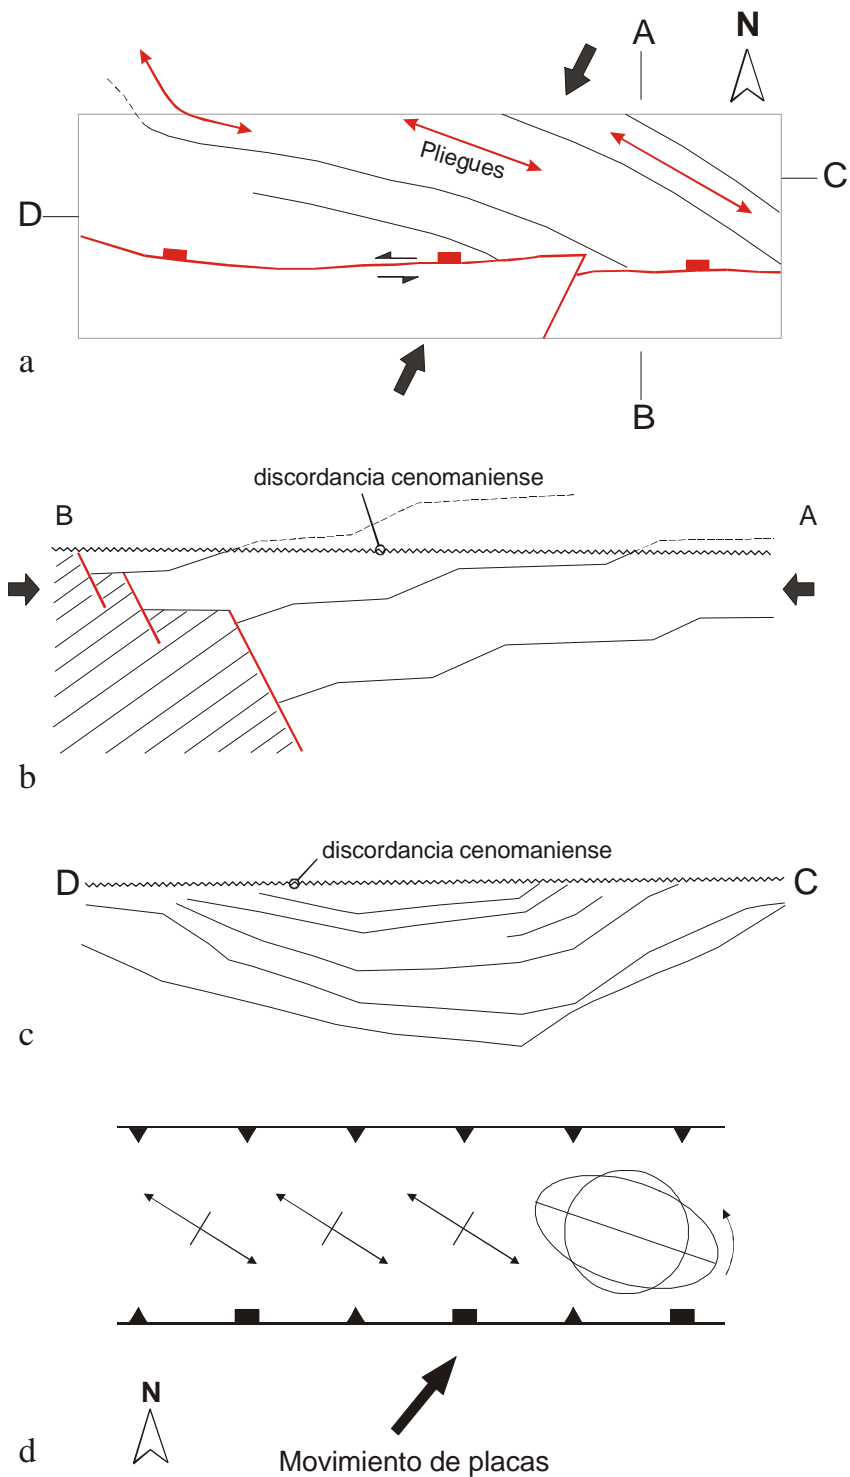 A
N
Pliegues
C
D
a
B
discordancia cenomaniense
B
A
b
discordancia cenomaniense
D
C
c
N
d
Movimiento de placas